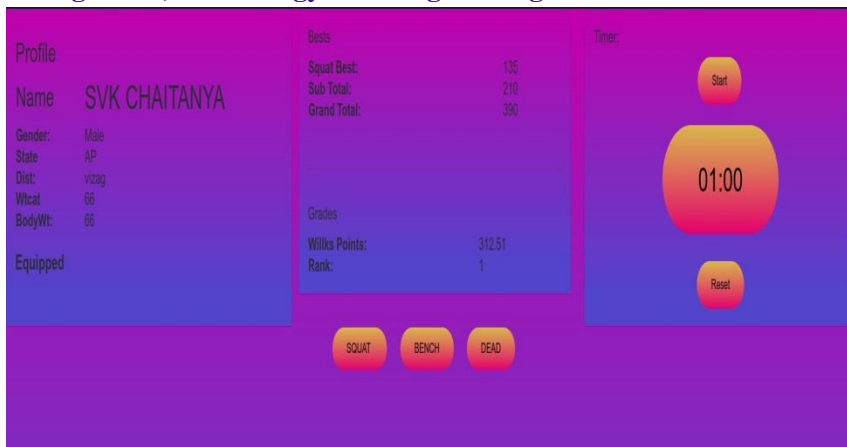 Profile
Name SVK CHAITANYA
Gender: Male
State AP
Dist: vizag
Wtcat 66
BodyWt: 66
Equipped
Bests
Squat Best: 135
Sub Total: 210
Grand Total: 390
Grades
Willks Points: 312.51
Rank: 1
SQUAT BENCH DEAD
Timer:
Start
01:00
Reset